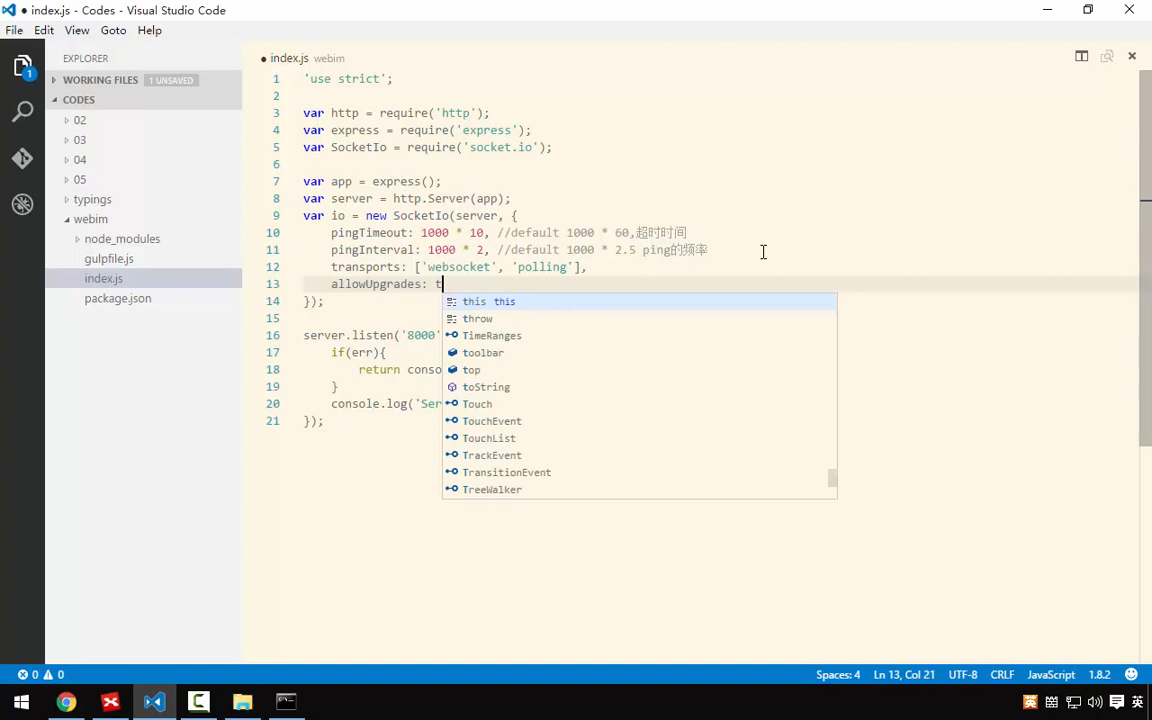 ● index.js - Codes - Visual Studio Code
File Edit View Goto Help
EXPLORER
WORKING FILES 1 UNSAVED
CODES
02
03
04
05
typings
webim
node_modules
gulpfile.js
index.js
package.json
1
● index.js webim
1 'use strict';
2
3 var http = require('http');
4 var express = require('express');
5 var SocketIo = require('socket.io');
6
7 var app = express();
8 var server = http.Server(app);
9 var io = new SocketIo(server, {
10 pingTimeout: 1000 * 10, //default 1000 * 60,超时时间
11 pingInterval: 1000 * 2, //default 1000 * 2.5 ping的频率
12 transports: ['websocket', 'polling'],
13 allowUpgrades: t
14 });
15
16 server.listen('8000'
17 if(err){
18 return conso
19 }
20 console.log('Ser
21 });
this this
throw
TimeRanges
toolbar
top
toString
Touch
TouchEvent
TouchList
TrackEvent
TransitionEvent
TreeWalker
0 0 Spaces: 4 Ln 13, Col 21 UTF-8 CRLF JavaScript 1.8.2
英 英